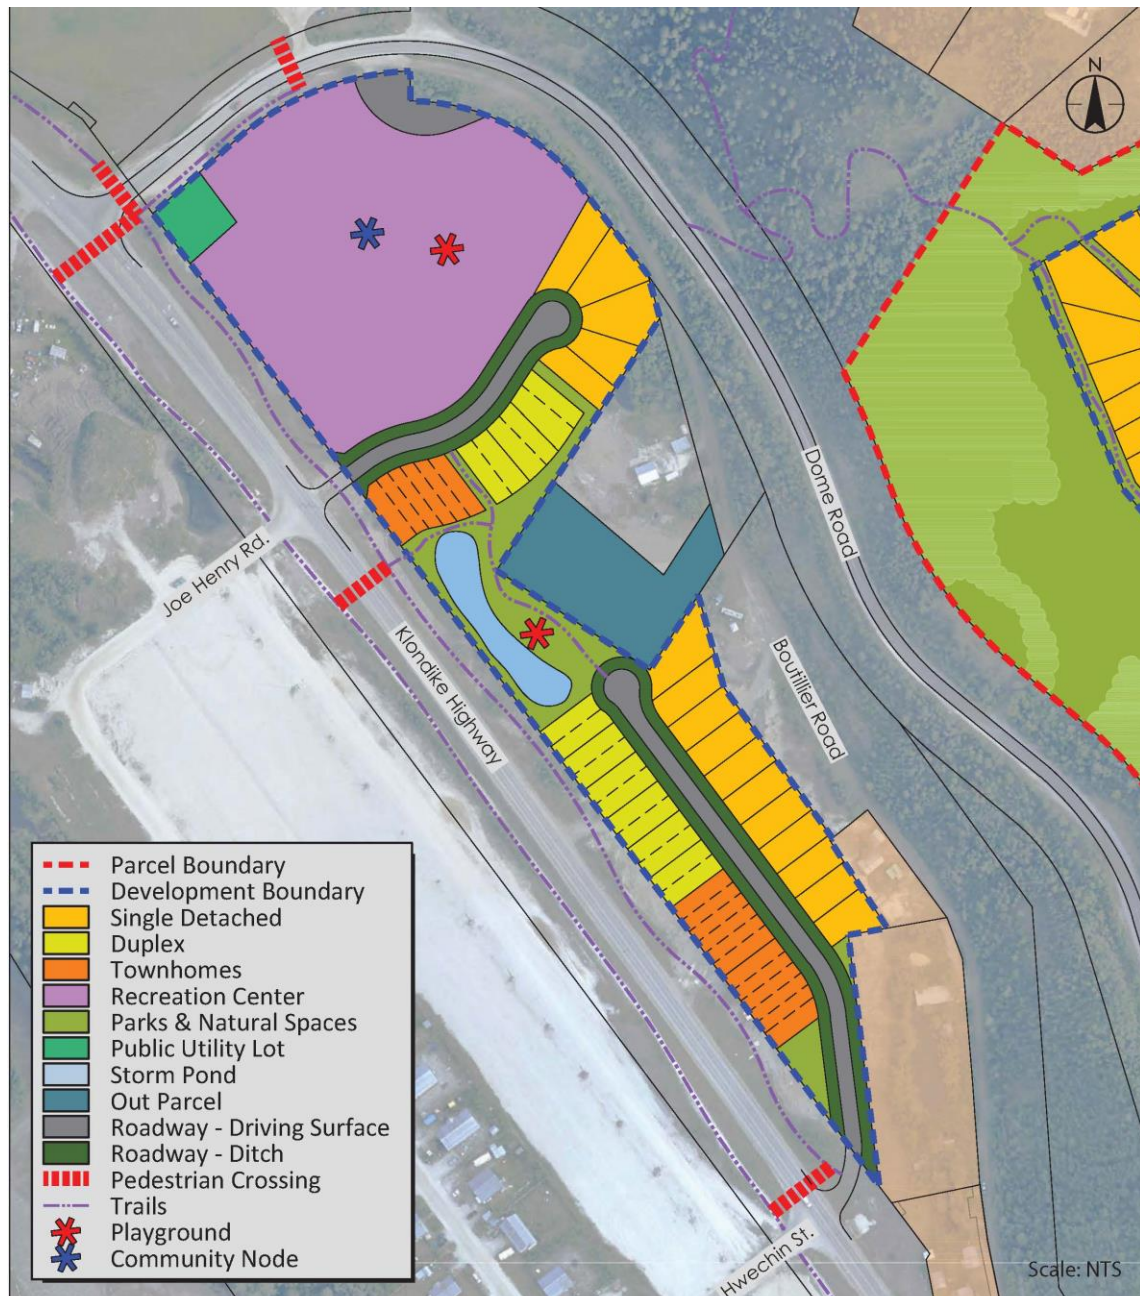 N
Dome Road
Joe Henry Rd.
Klondike Highway
Boutillier Road
Parcel Boundary
Development Boundary
Single Detached
Duplex
Townhomes
Recreation Center
Parks & Natural Spaces
Public Utility Lot
Storm Pond
Out Parcel
Roadway - Driving Surface
Roadway - Ditch
Pedestrian Crossing
Trails
Playground
Community Node
Hwechin St.
Scale: NTS